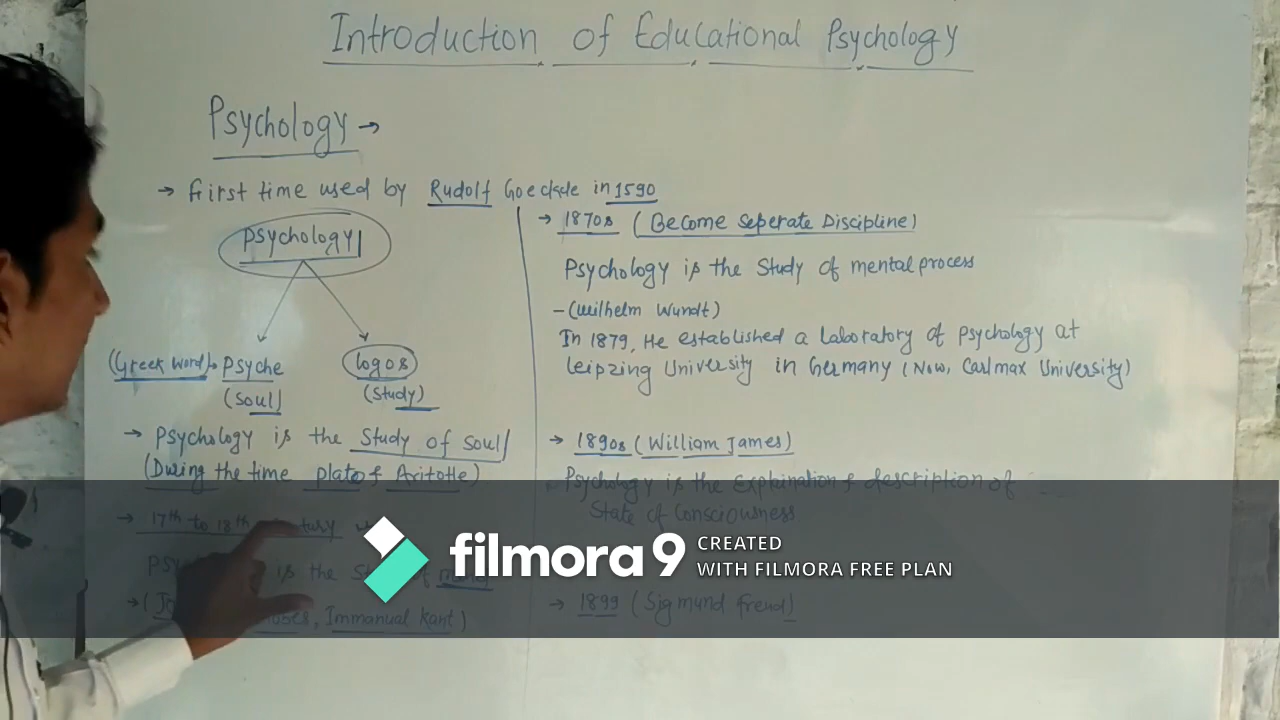 Introduction of Educational Psychology
Psychology →
→ first time used by Rudolf Goeckle in 1590
psychology
(Greek word) → Psyche
(Soul)
logos
(Study)
→ Psychology is the Study of Soul
(During the time plato & Aritotle)
→ 17th to 18th
is the
, Immanual Kant)
→ 1870s (Become Seperate Discipline)
Psychology is the Study of mental process
- (Wilhelm Wundt)
In 1879, He established a laboratory of psychology at
Leipzing University in Germany (Now, Carlmax University)
→ 1890s (William James)
Psychology is the Explaination & description of
State of Consciousness
→ 1899 (Sigmund freud)
filmora 9
CREATED
WITH FILMORA FREE PLAN